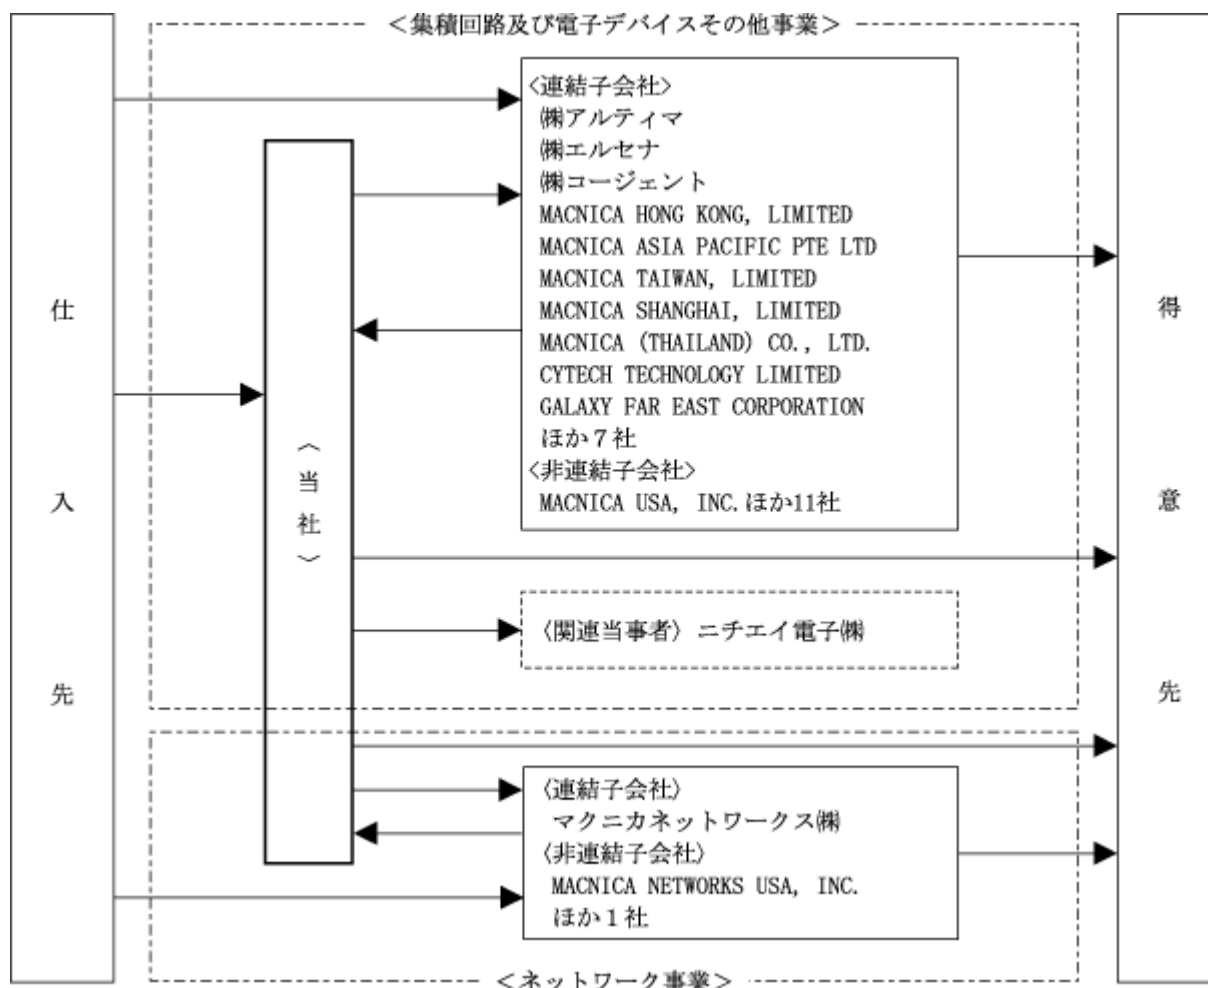 ＜集積回路及び電子デバイスその他事業＞
仕入先
〈当社〉
〈連結子会社〉
㈱アルティマ
㈱エルセナ
㈱コージェント
MACNICA HONG KONG, LIMITED
MACNICA ASIA PACIFIC PTE LTD
MACNICA TAIWAN, LIMITED
MACNICA SHANGHAI, LIMITED
MACNICA (THAILAND) CO., LTD.
CYTECH TECHNOLOGY LIMITED
GALAXY FAR EAST CORPORATION
ほか７社
〈非連結子会社〉
MACNICA USA, INC.ほか11社
〈関連当事者〉ニチエイ電子㈱
得意先
〈連結子会社〉
マクニカネットワークス㈱
〈非連結子会社〉
MACNICA NETWORKS USA, INC.
ほか１社
＜ネットワーク事業＞